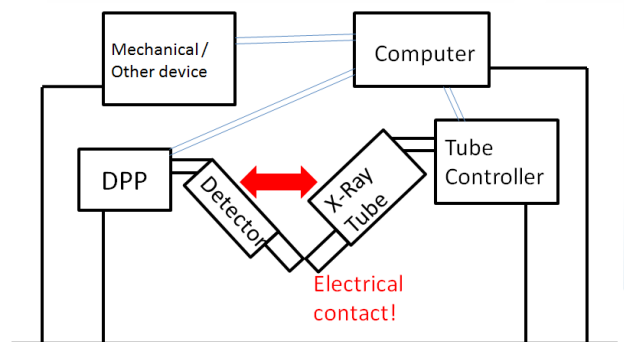 Mechanical /
Other device
Computer
DPP
Detector
X-Ray
Tube
Tube
Controller
Electrical
contact!